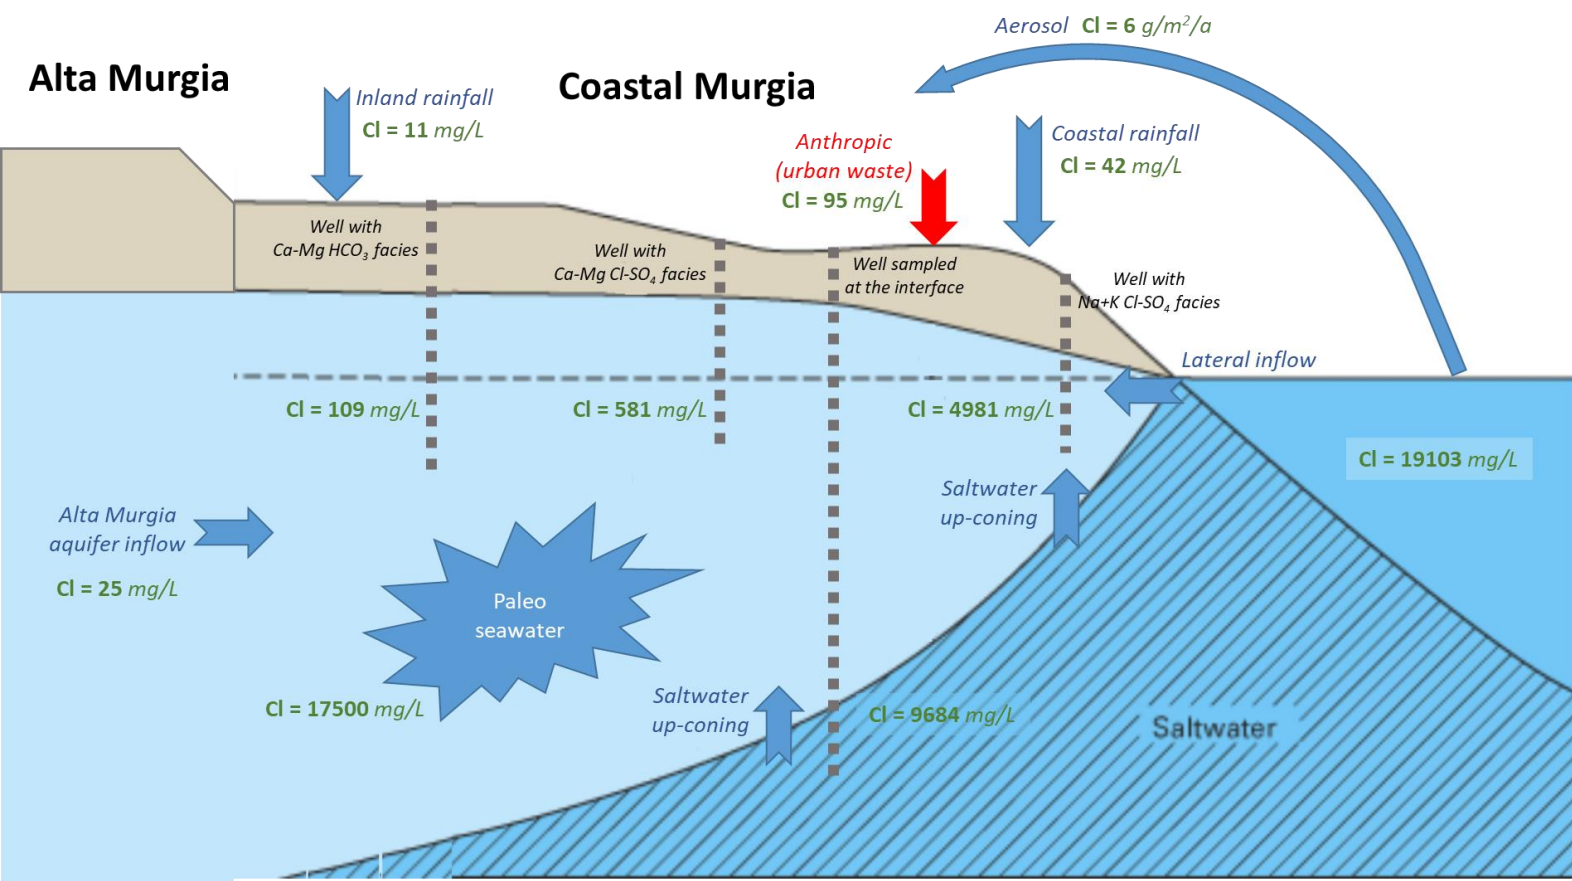 Aerosol Cl = 6 g/m²/a
Alta Murgia
Coastal Murgia
Inland rainfall
Cl = 11 mg/L
Anthropic
(urban waste)
Cl = 95 mg/L
Coastal rainfall
Cl = 42 mg/L
Well with
Ca-Mg HCO₃ facies
Well with
Ca-Mg Cl-SO₄ facies
Well sampled
at the interface
Well with
Na+K Cl-SO₄ facies
Lateral inflow
Cl = 109 mg/L
Cl = 581 mg/L
Cl = 4981 mg/L
Cl = 19103 mg/L
Alta Murgia
aquifer inflow
Cl = 25 mg/L
Saltwater
up-coning
Paleo
seawater
Cl = 17500 mg/L
Saltwater
up-coning
Cl = 9684 mg/L
Saltwater